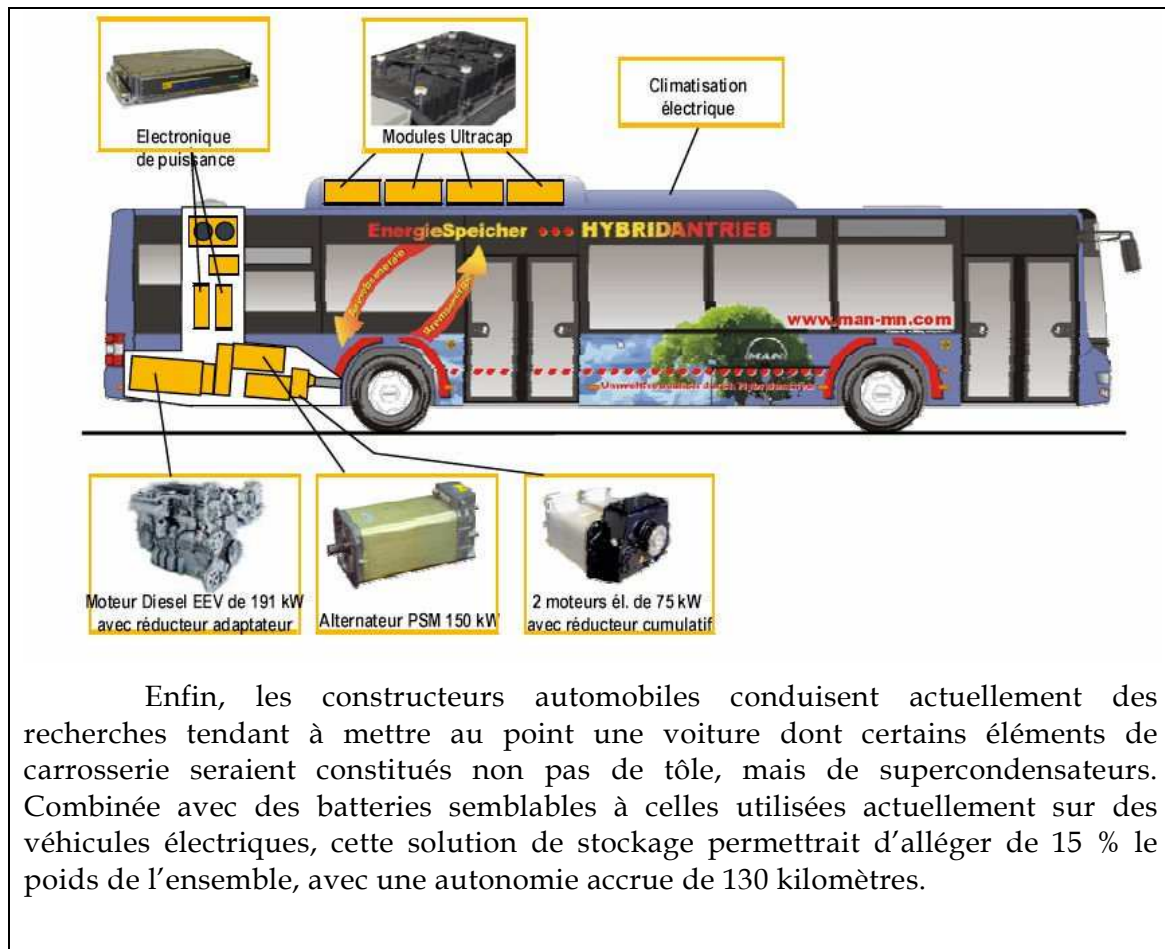 Electronique
de puissance
Modules Ultracap
Climatisation
électrique
EnergieSpeicher ••• HYBRIDANTRIEB
Bremsenergie
www.man-mn.com
MAN
Moteur Diesel EEV de 191 kW
avec réducteur adaptateur
Alternateur PSM 150 kW
2 moteurs él. de 75 kW
avec réducteur cumulatif
Enfin, les constructeurs automobiles conduisent actuellement des
recherches tendant à mettre au point une voiture dont certains éléments de
carrosserie seraient constitués non pas de tôle, mais de supercondensateurs.
Combinée avec des batteries semblables à celles utilisées actuellement sur des
véhicules électriques, cette solution de stockage permettrait d’alléger de 15 % le
poids de l’ensemble, avec une autonomie accrue de 130 kilomètres.